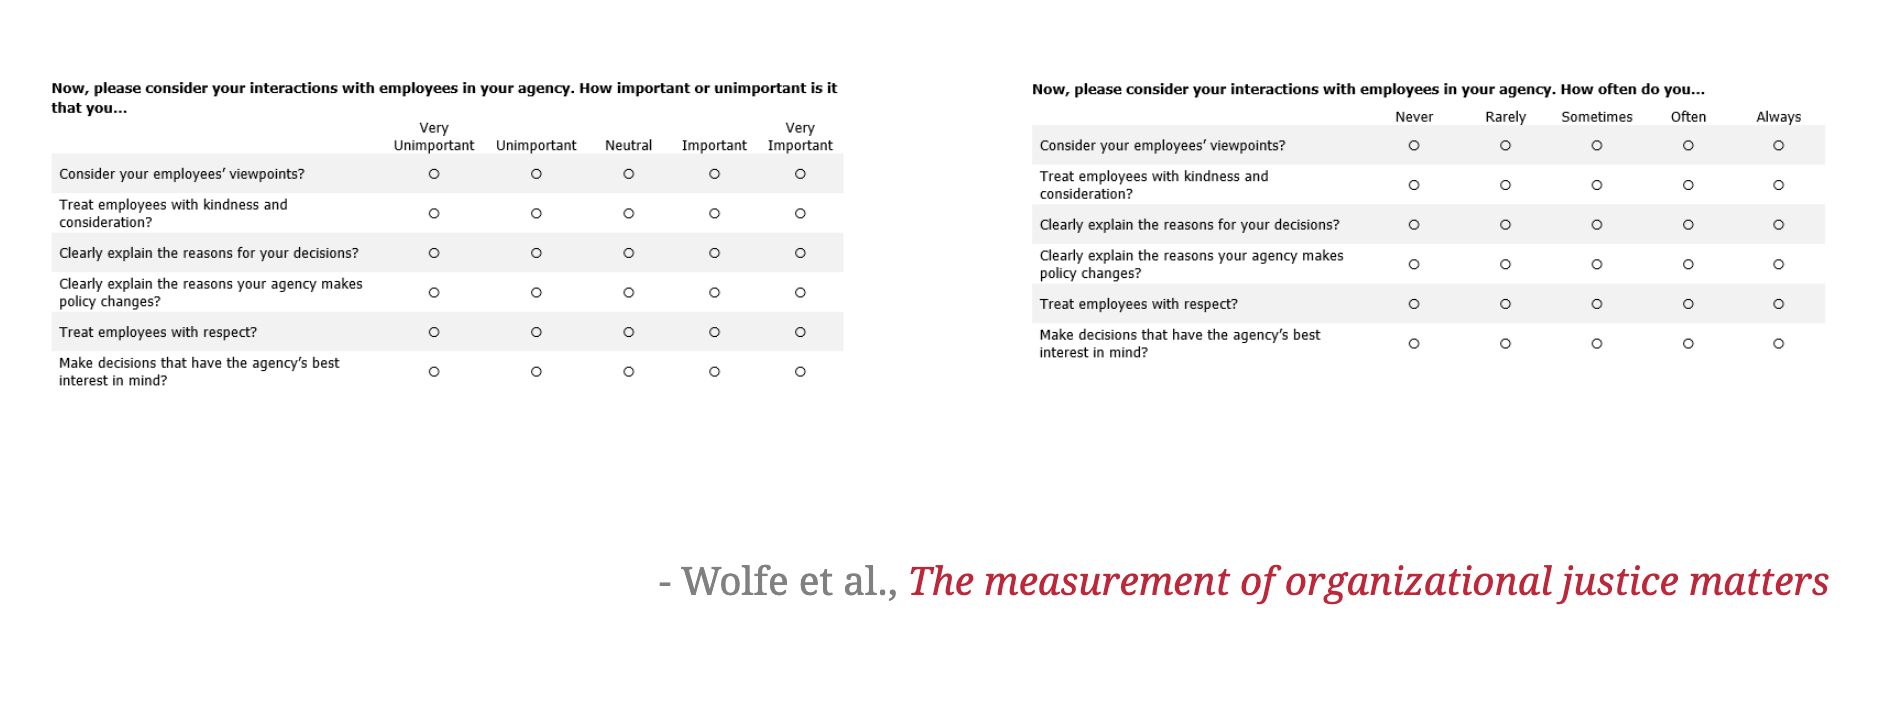 Now, please consider your interactions with employees in your agency. How important or unimportant is it
that you...
Very Unimportant Unimportant Neutral Important Very Important
Consider your employees’ viewpoints?
Treat employees with kindness and
consideration?
Clearly explain the reasons for your decisions?
Clearly explain the reasons your agency makes
policy changes?
Treat employees with respect?
Make decisions that have the agency’s best
interest in mind?
Now, please consider your interactions with employees in your agency. How often do you...
Never Rarely Sometimes Often Always
Consider your employees’ viewpoints?
Treat employees with kindness and
consideration?
Clearly explain the reasons for your decisions?
Clearly explain the reasons your agency makes
policy changes?
Treat employees with respect?
Make decisions that have the agency’s best
interest in mind?
- Wolfe et al., The measurement of organizational justice matters